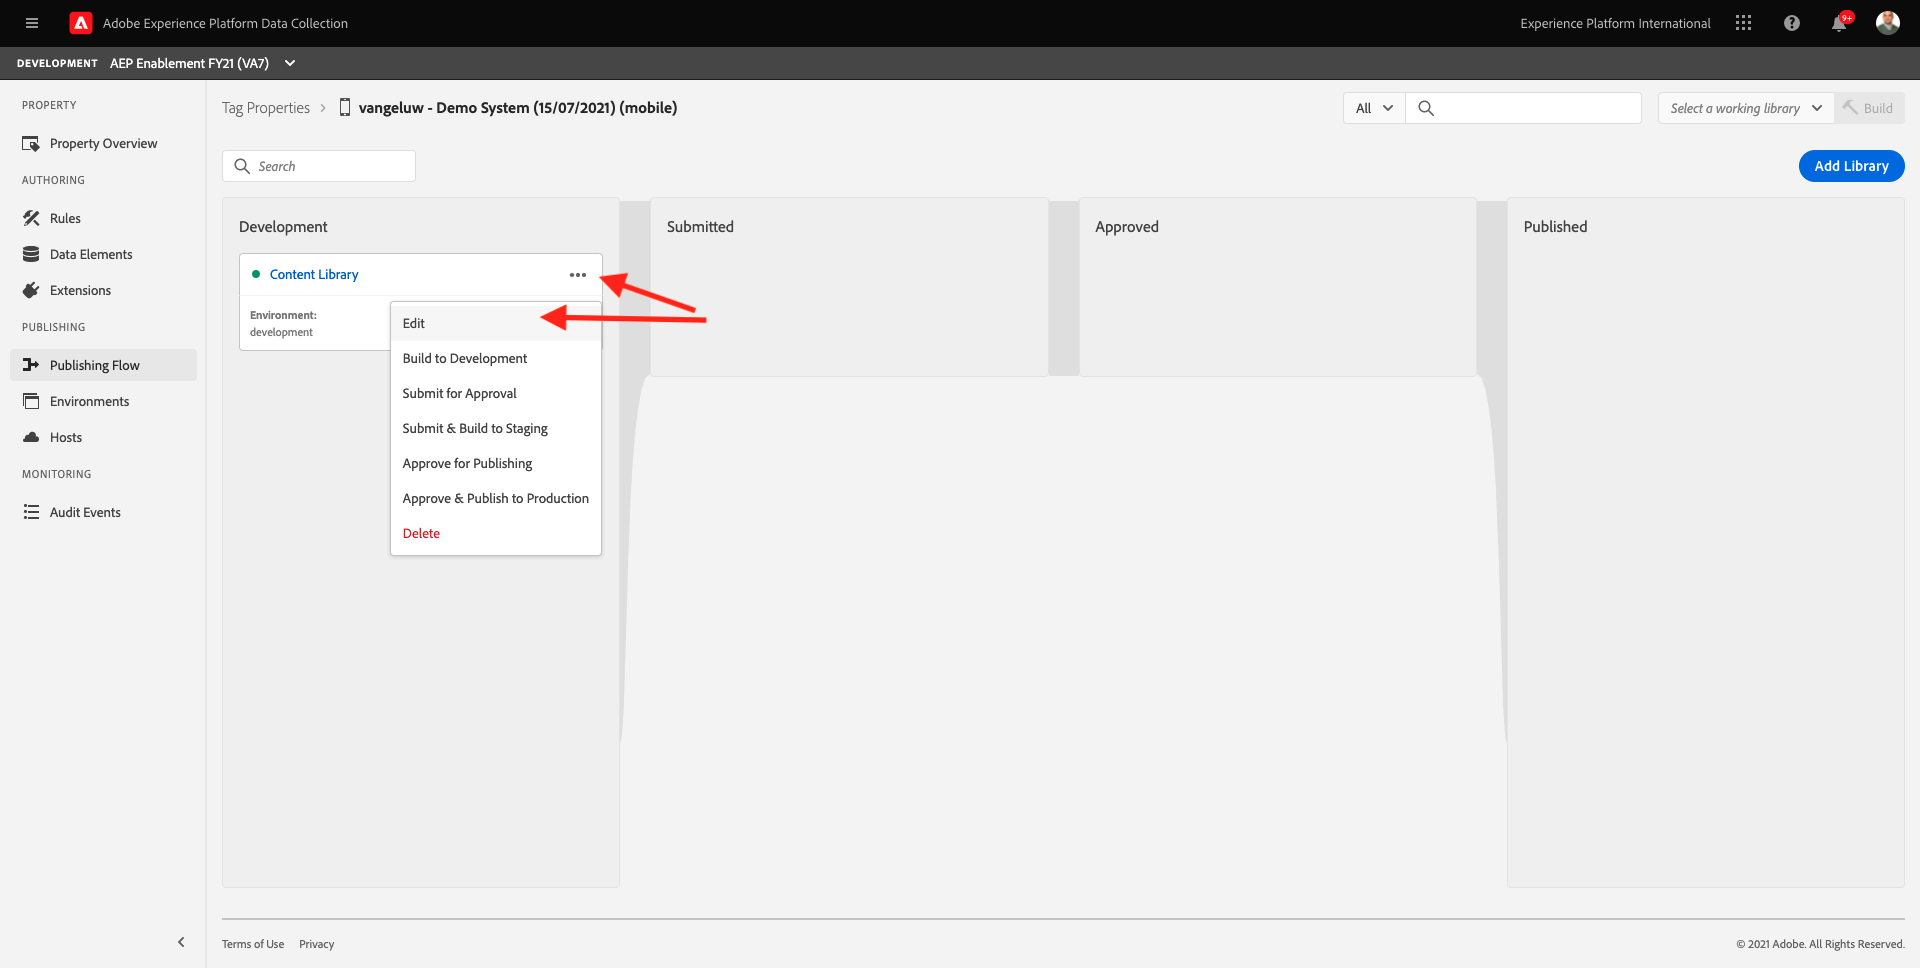 Adobe Experience Platform Data Collection
Experience Platform International
9+
DEVELOPMENT AEP Enablement FY21 (VA7)
PROPERTY
Property Overview
AUTHORING
Rules
Data Elements
Extensions
PUBLISHING
Publishing Flow
Environments
Hosts
MONITORING
Audit Events
Tag Properties > vangeluw - Demo System (15/07/2021) (mobile)
All
Select a working library
Build
Search
Add Library
Development
Content Library
Environment:
development
Edit
Build to Development
Submit for Approval
Submit & Build to Staging
Approve for Publishing
Approve & Publish to Production
Delete
Submitted
Approved
Published
Terms of Use Privacy
© 2021 Adobe. All Rights Reserved.